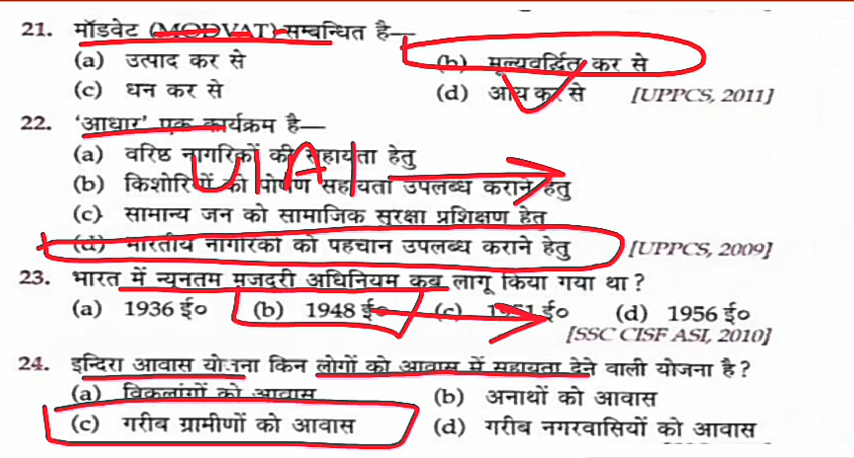 21. मॉडवेट (MODVAT) सम्बन्धित है—
(a) उत्पाद कर से (b) मूल्यवर्द्धित कर से
(c) धन कर से (d) आय कर से [UPPCS, 2011]
22. ‘आधार’ एक कार्यक्रम है—
(a) वरिष्ठ नागरिकों की सहायता हेतु
UIAI
(b) किशोरियों को पोषण सहायता उपलब्ध कराने हेतु
(c) सामान्य जन को सामाजिक सुरक्षा प्रशिक्षण हेतु
(d) भारतीय नागरिकों को पहचान उपलब्ध कराने हेतु [UPPCS, 2009]
23. भारत में न्यूनतम मजदूरी अधिनियम कब लागू किया गया था?
(a) 1936 ई० (b) 1948 ई० (c) 1951 ई० (d) 1956 ई०
[SSC CISF ASI, 2010]
24. इन्दिरा आवास योजना किन लोगों को आवास में सहायता देने वाली योजना है?
(a) विकलांगों को आवास (b) अनाथों को आवास
(c) गरीब ग्रामीणों को आवास (d) गरीब नगरवासियों को आवास